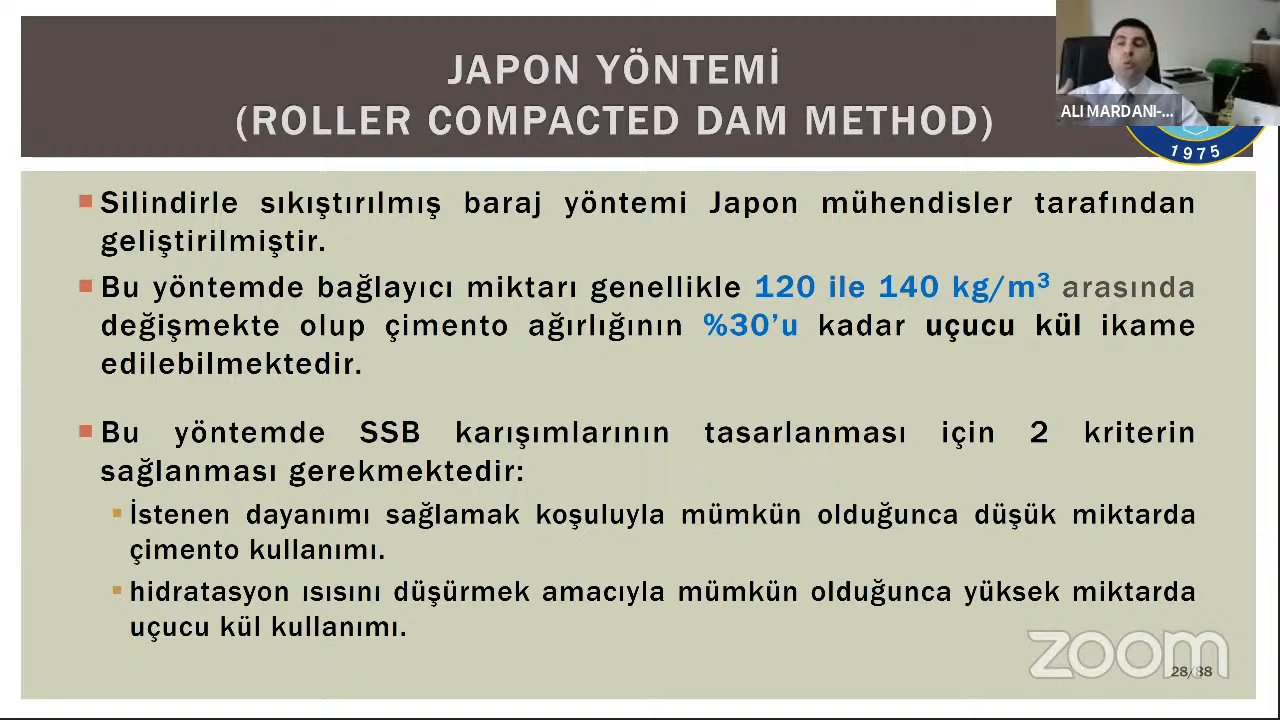 JAPON YÖNTEMİ
(ROLLER COMPACTED DAM METHOD)
ALI MARDANI-...
1975
Silindirle sıkıştırılmış baraj yöntemi Japon mühendisler tarafından
geliştirilmiştir.
Bu yöntemde bağlayıcı miktarı genellikle 120 ile 140 kg/m³ arasında
değişmekte olup çimento ağırlığının %30’u kadar uçucu kül ikame
edilebilmektedir.
Bu yöntemde SSB karışımlarının tasarlanması için 2 kriterin
sağlanması gerekmektedir:
İstenen dayanımı sağlamak koşuluyla mümkün olduğunca düşük miktarda
çimento kullanımı.
hidratasyon ısısını düşürmek amacıyla mümkün olduğunca yüksek miktarda
uçucu kül kullanımı.
zoom
28/38